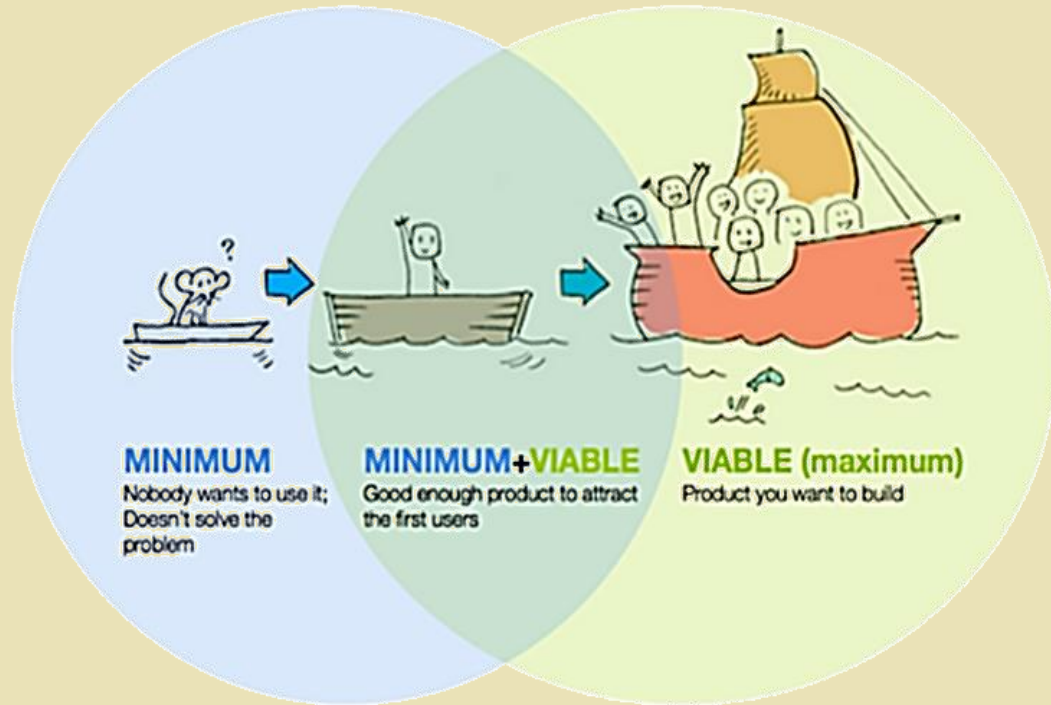 ?
MINIMUM
Nobody wants to use it;
Doesn't solve the
problem
MINIMUM+VIABLE
Good enough product to attract
the first users
VIABLE (maximum)
Product you want to build